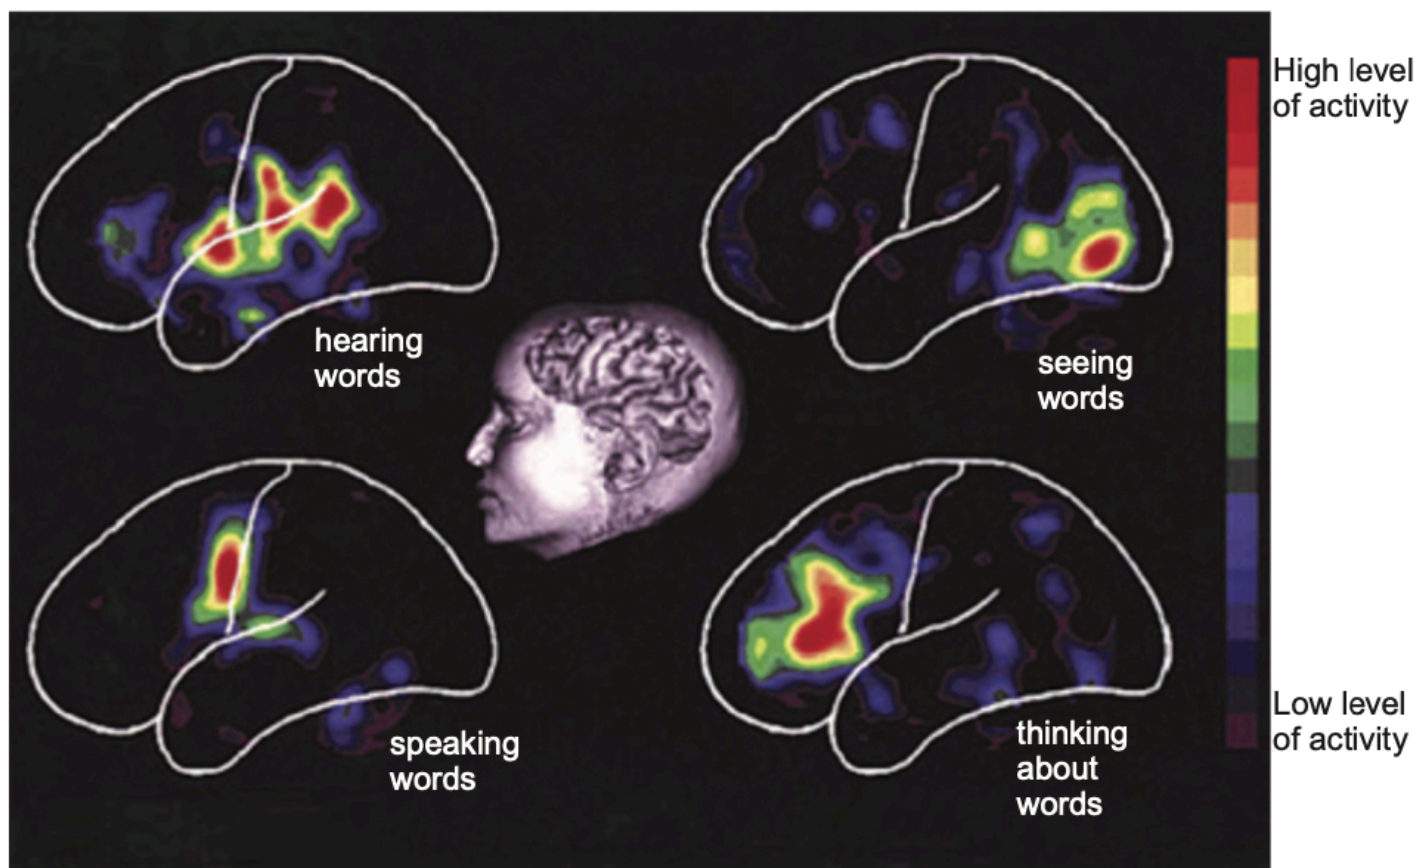 High level
of activity
hearing
words
seeing
words
speaking
words
thinking
about
words
Low level
of activity